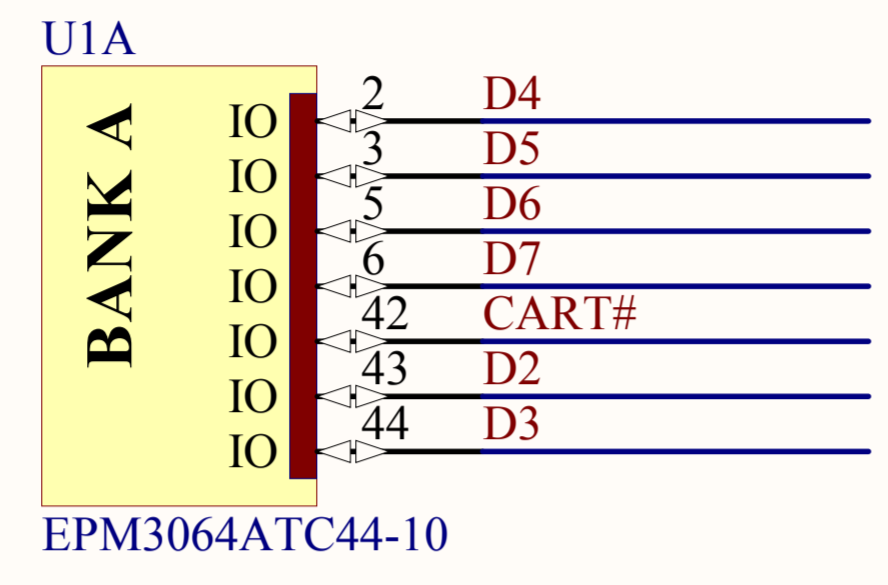 U1A
BANK A
IO 2 D4
IO 3 D5
IO 5 D6
IO 6 D7
IO 42 CART#
IO 43 D2
IO 44 D3
EPM3064ATC44-10